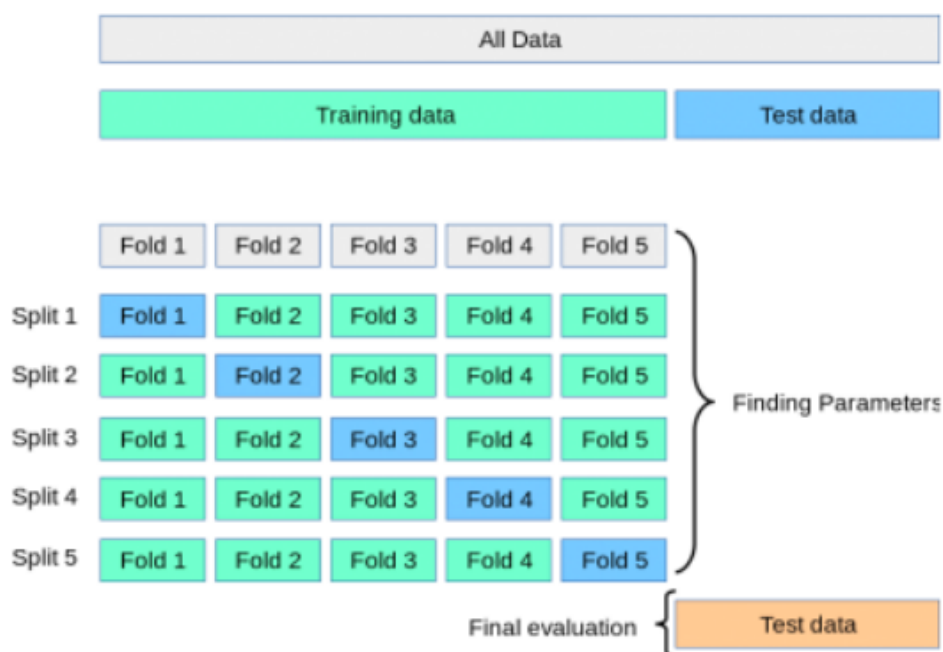 All Data
Training data Test data
Fold 1 Fold 2 Fold 3 Fold 4 Fold 5
Split 1 Fold 1 Fold 2 Fold 3 Fold 4 Fold 5
Split 2 Fold 1 Fold 2 Fold 3 Fold 4 Fold 5
Finding Parameters
Split 3 Fold 1 Fold 2 Fold 3 Fold 4 Fold 5
Split 4 Fold 1 Fold 2 Fold 3 Fold 4 Fold 5
Split 5 Fold 1 Fold 2 Fold 3 Fold 4 Fold 5
Final evaluation Test data